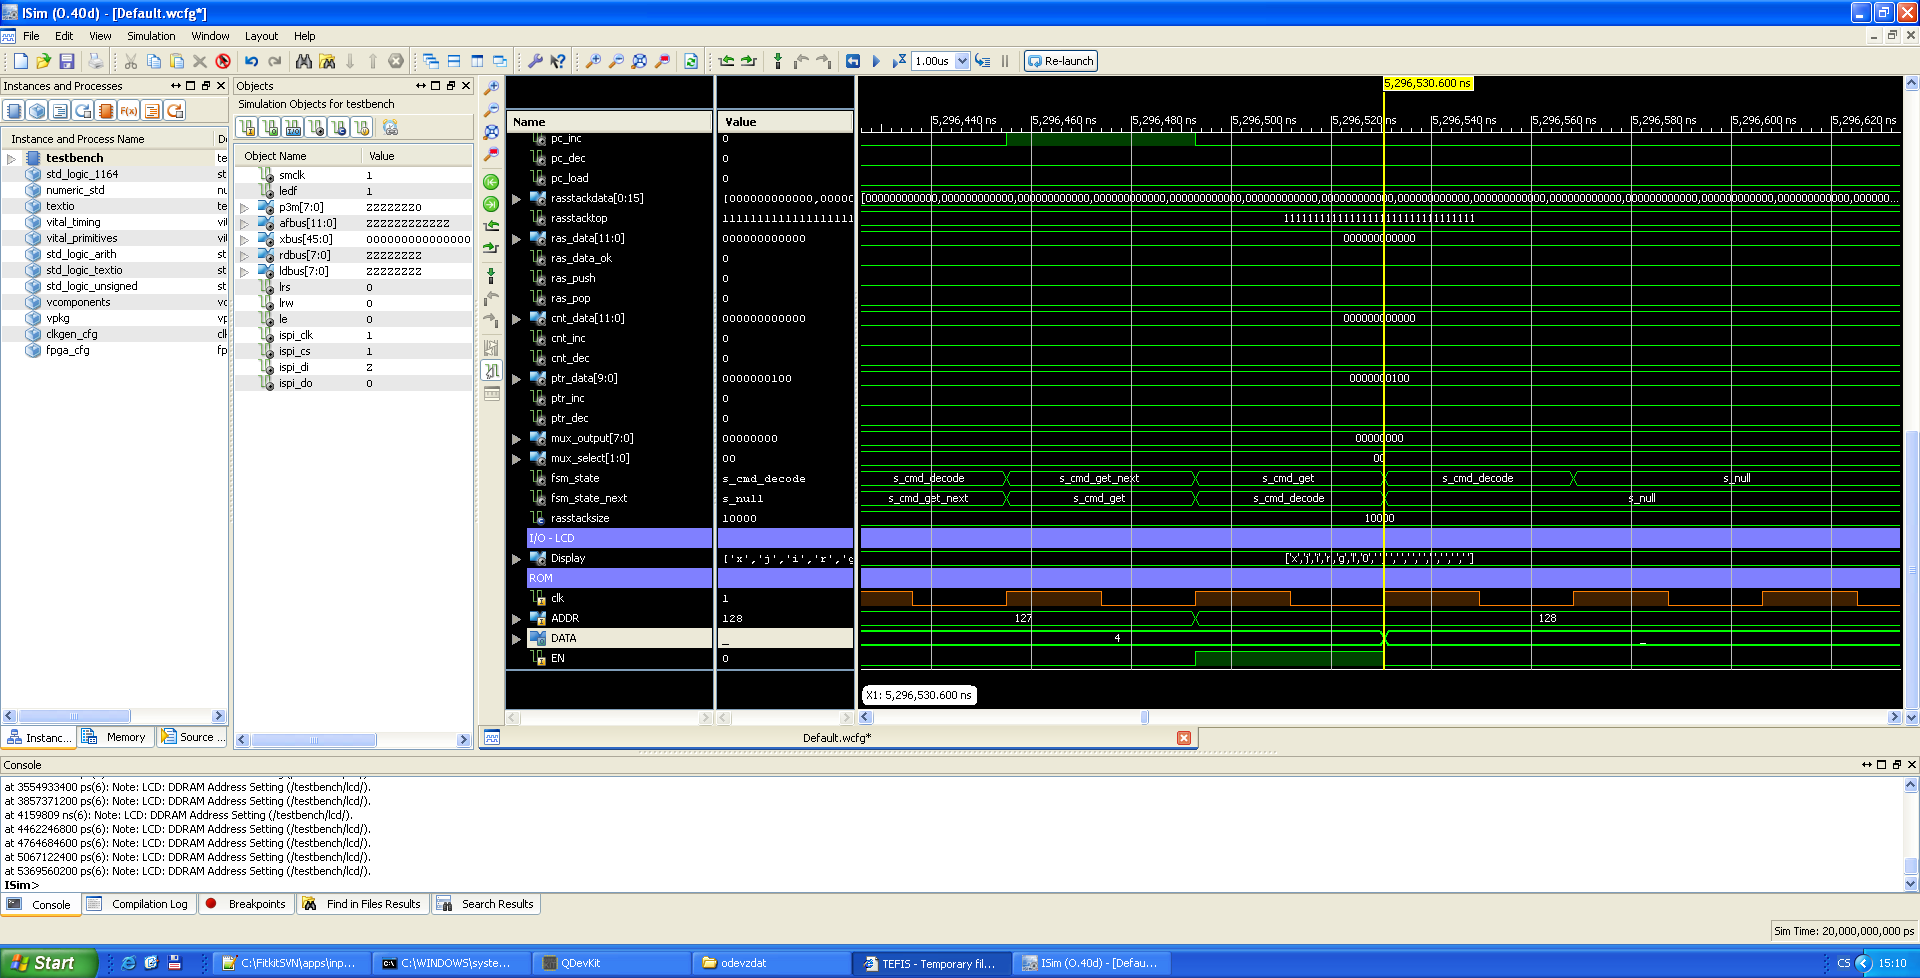 ISim (O.40d) - [Default.wcfg*]
File Edit View Simulation Window Layout Help
1.00us Re-launch
Instances and Processes
Instance and Process Name
testbench te
std_logic_1164 st
numeric_std nu
textio te
vital_timing vit
vital_primitives vit
std_logic_arith st
std_logic_textio st
std_logic_unsigned st
vcomponents vc
vpkg vp
clkgen_cfg clk
fpga_cfg fp
Instanc... Memory Source ...
Objects
Simulation Objects for testbench
Object Name Value
smclk 1
ledf 1
p3m[7:0] ZZZZZZZ0
afbus[11:0] ZZZZZZZZZZZZ
xbus[45:0] 0000000000000000
rdbus[7:0] ZZZZZZZZ
ldbus[7:0] ZZZZZZZZ
lrs 0
lrw 0
le 0
ispi_clk 1
ispi_cs 1
ispi_di Z
ispi_do 0
5,296,530.600 ns
Name Value
5,296,440 ns 5,296,460 ns 5,296,480 ns 5,296,500 ns 5,296,520 ns 5,296,540 ns 5,296,560 ns 5,296,580 ns 5,296,600 ns 5,296,620 ns
pc_inc 0
pc_dec 0
pc_load 0
rasstackdata[0:15] [000000000000,00000 [000000000000,000000000000,000000000000,000000000000,000000000000,000000000000,000000000000,000000000000,000000000000,000000000000,000000000000,000000000000,000000...
rasstacktop 11111111111111111111 11111111111111111111111111111111
ras_data[11:0] 000000000000 000000000000
ras_data_ok 0
ras_push 0
ras_pop 0
cnt_data[11:0] 000000000000 000000000000
cnt_inc 0
cnt_dec 0
ptr_data[9:0] 0000000100 0000000100
ptr_inc 0
ptr_dec 0
mux_output[7:0] 00000000 00000000
mux_select[1:0] 00 00
fsm_state s_cmd_decode s_cmd_decode s_cmd_get_next s_cmd_get s_cmd_decode s_null
fsm_state_next s_null s_cmd_get_next s_cmd_get s_cmd_decode s_null
rasstacksize 10000 10000
I/O - LCD
Display ['x','j','i','r','g
ROM
clk 1
ADDR 128 127 128
DATA _ 4 _
EN 0
X1: 5,296,530.600 ns
Default.wcfg*
Console
at 3554933400 ps(6): Note: LCD: DDRAM Address Setting (/testbench/lcd/).
at 3857371200 ps(6): Note: LCD: DDRAM Address Setting (/testbench/lcd/).
at 4159809 ns(6): Note: LCD: DDRAM Address Setting (/testbench/lcd/).
at 4462246800 ps(6): Note: LCD: DDRAM Address Setting (/testbench/lcd/).
at 4764684600 ps(6): Note: LCD: DDRAM Address Setting (/testbench/lcd/).
at 5067122400 ps(6): Note: LCD: DDRAM Address Setting (/testbench/lcd/).
at 5369560200 ps(6): Note: LCD: DDRAM Address Setting (/testbench/lcd/).
ISim>
Console Compilation Log Breakpoints Find in Files Results Search Results
Sim Time: 20,000,000,000 ps
Start C:\FitkitSVN\apps\inp... C:\WINDOWS\syste... QDevKit odevzdat TEFIS - Temporary fil... ISim (O.40d) - [Defau... CS 15:10